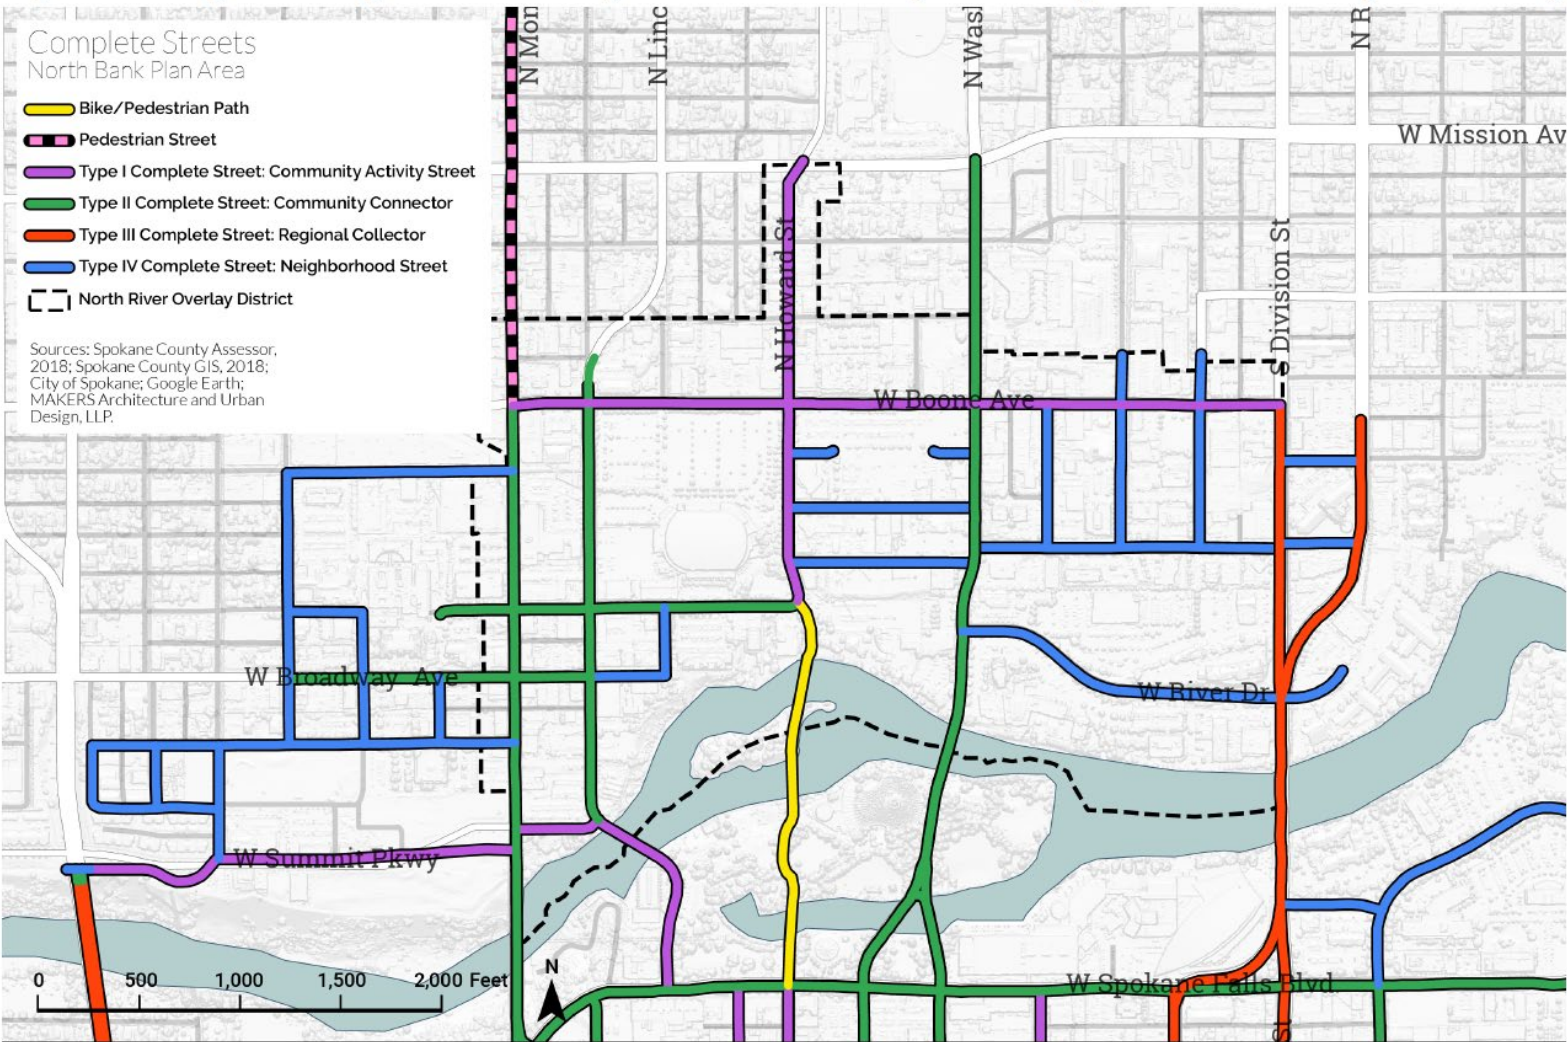 Complete Streets
North Bank Plan Area
Bike/Pedestrian Path
Pedestrian Street
Type I Complete Street: Community Activity Street
Type II Complete Street: Community Connector
Type III Complete Street: Regional Collector
Type IV Complete Street: Neighborhood Street
North River Overlay District
Sources: Spokane County Assessor,
2018; Spokane County GIS, 2018;
City of Spokane; Google Earth;
MAKERS Architecture and Urban
Design, LLP.
N Mon
N Linc
N Wasl
N R
W Mission Av
N Howard St
S Division St
W Boone Ave
W Broadway Ave
W River Dr
W Summit Pkwy
W Spokane Falls Blvd
St
0 500 1,000 1,500 2,000 Feet
N